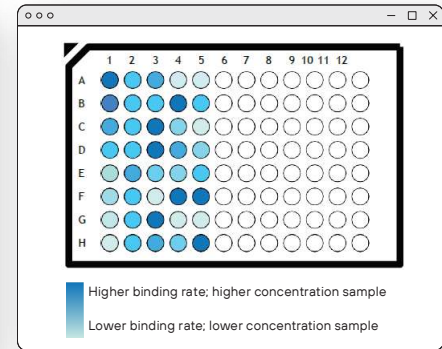 1 2 3 4 5 6 7 8 9 10 11 12
A
B
C
D
E
F
G
H
Higher binding rate; higher concentration sample
Lower binding rate; lower concentration sample